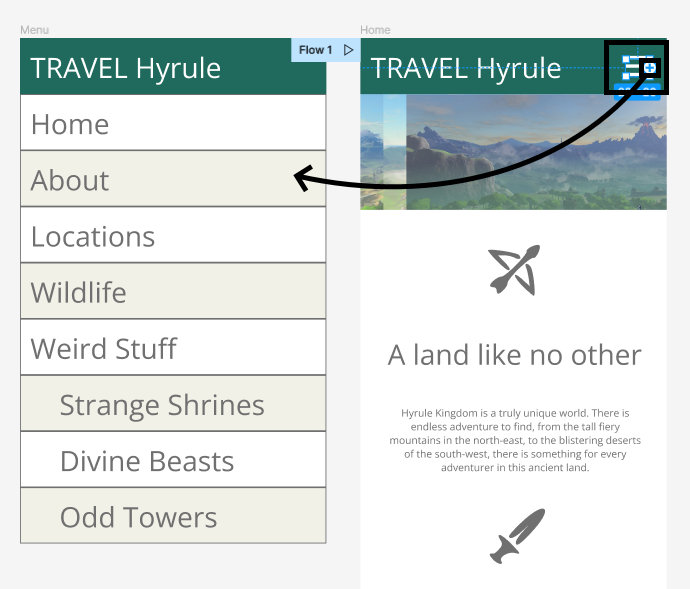 Menu
Home
Flow 1
TRAVEL Hyrule
TRAVEL Hyrule
Home
About
Locations
Wildlife
Weird Stuff
Strange Shrines
Divine Beasts
Odd Towers
A land like no other
Hyrule Kingdom is a truly unique world. There is
endless adventure to find, from the tall fiery
mountains in the north-east, to the blistering deserts
of the south-west, there is something for every
adventurer in this ancient land.